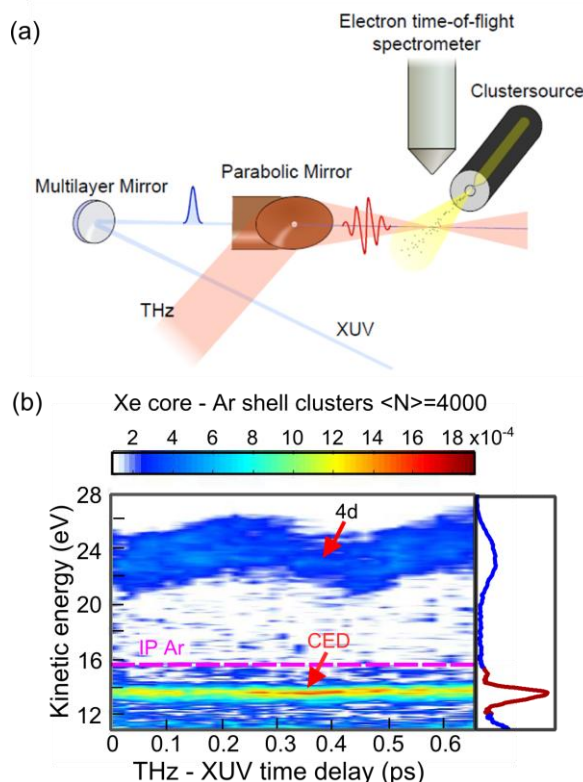 (a)
Electron time-of-flight
spectrometer
Clustersource
Parabolic Mirror
Multilayer Mirror
THz
XUV
(b)
Xe core - Ar shell clusters <N>=4000
2 4 6 8 10 12 14 16 18 x10⁻⁴
28
24
20
16
12
Kinetic energy (eV)
4d
IP Ar
CED
0 0.1 0.2 0.3 0.4 0.5 0.6
THz - XUV time delay (ps)